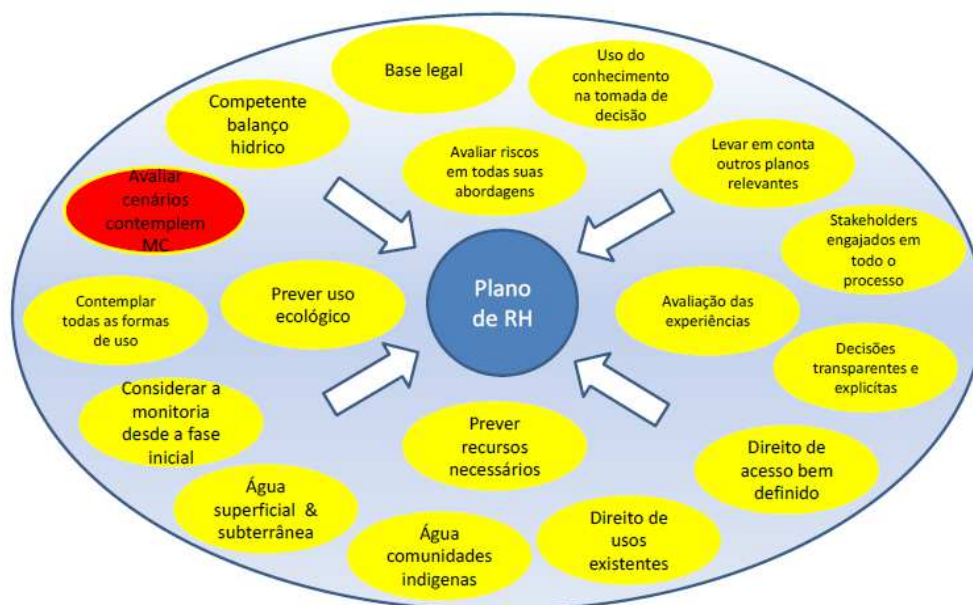 Base legal
Uso do
conhecimento
na tomada de
decisão
Competente
balanço
hidrico
Avaliar riscos
em todas suas
abordagens
Levar em conta
outros planos
relevantes
Avaliar
cenários
contemplem
MC
Stakeholders
engajados em
todo o
processo
Contemplar
todas as formas
de uso
Prever uso
ecológico
Plano
de RH
Avaliação das
experiências
Decisões
transparentes e
explicítas
Considerar a
monitoria
desde a fase
inicial
Prever
recursos
necessários
Direito de
acesso bem
definido
Água
superficial &
subterrânea
Água
comunidades
indigenas
Direito de
usos
existentes